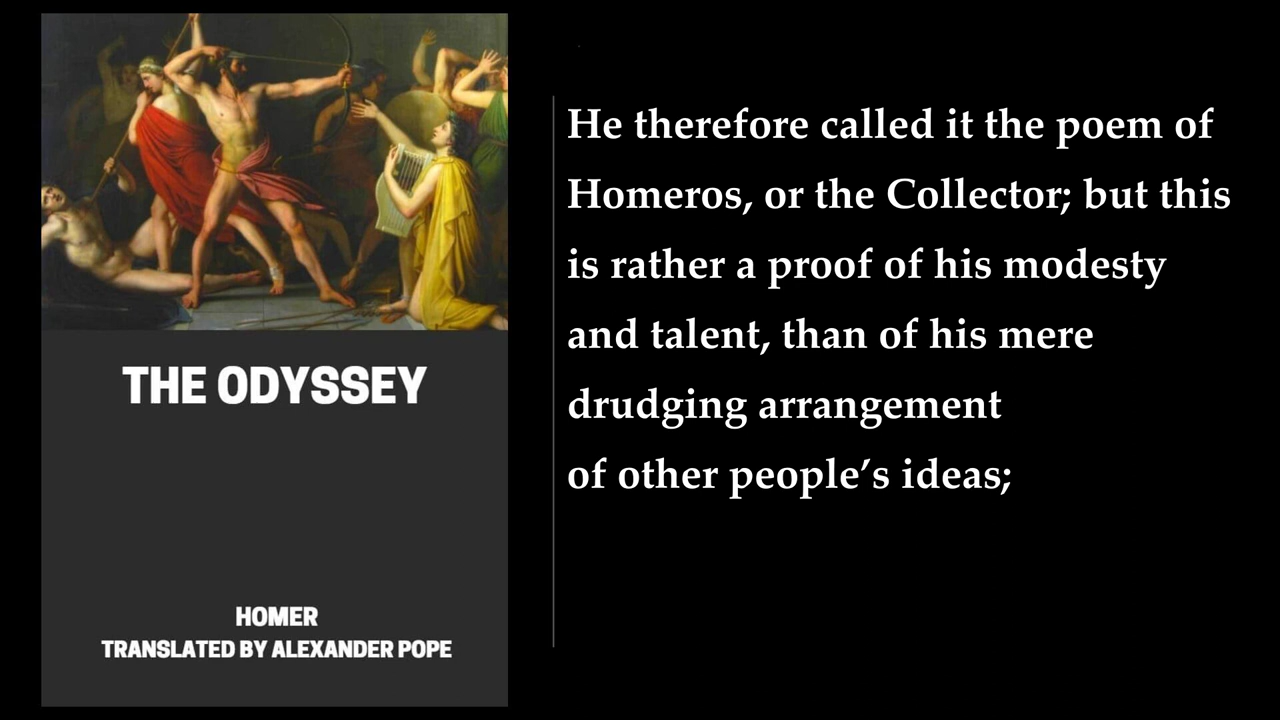 THE ODYSSEY
HOMER
TRANSLATED BY ALEXANDER POPE
He therefore called it the poem of
Homeros, or the Collector; but this
is rather a proof of his modesty
and talent, than of his mere
drudging arrangement
of other people’s ideas;